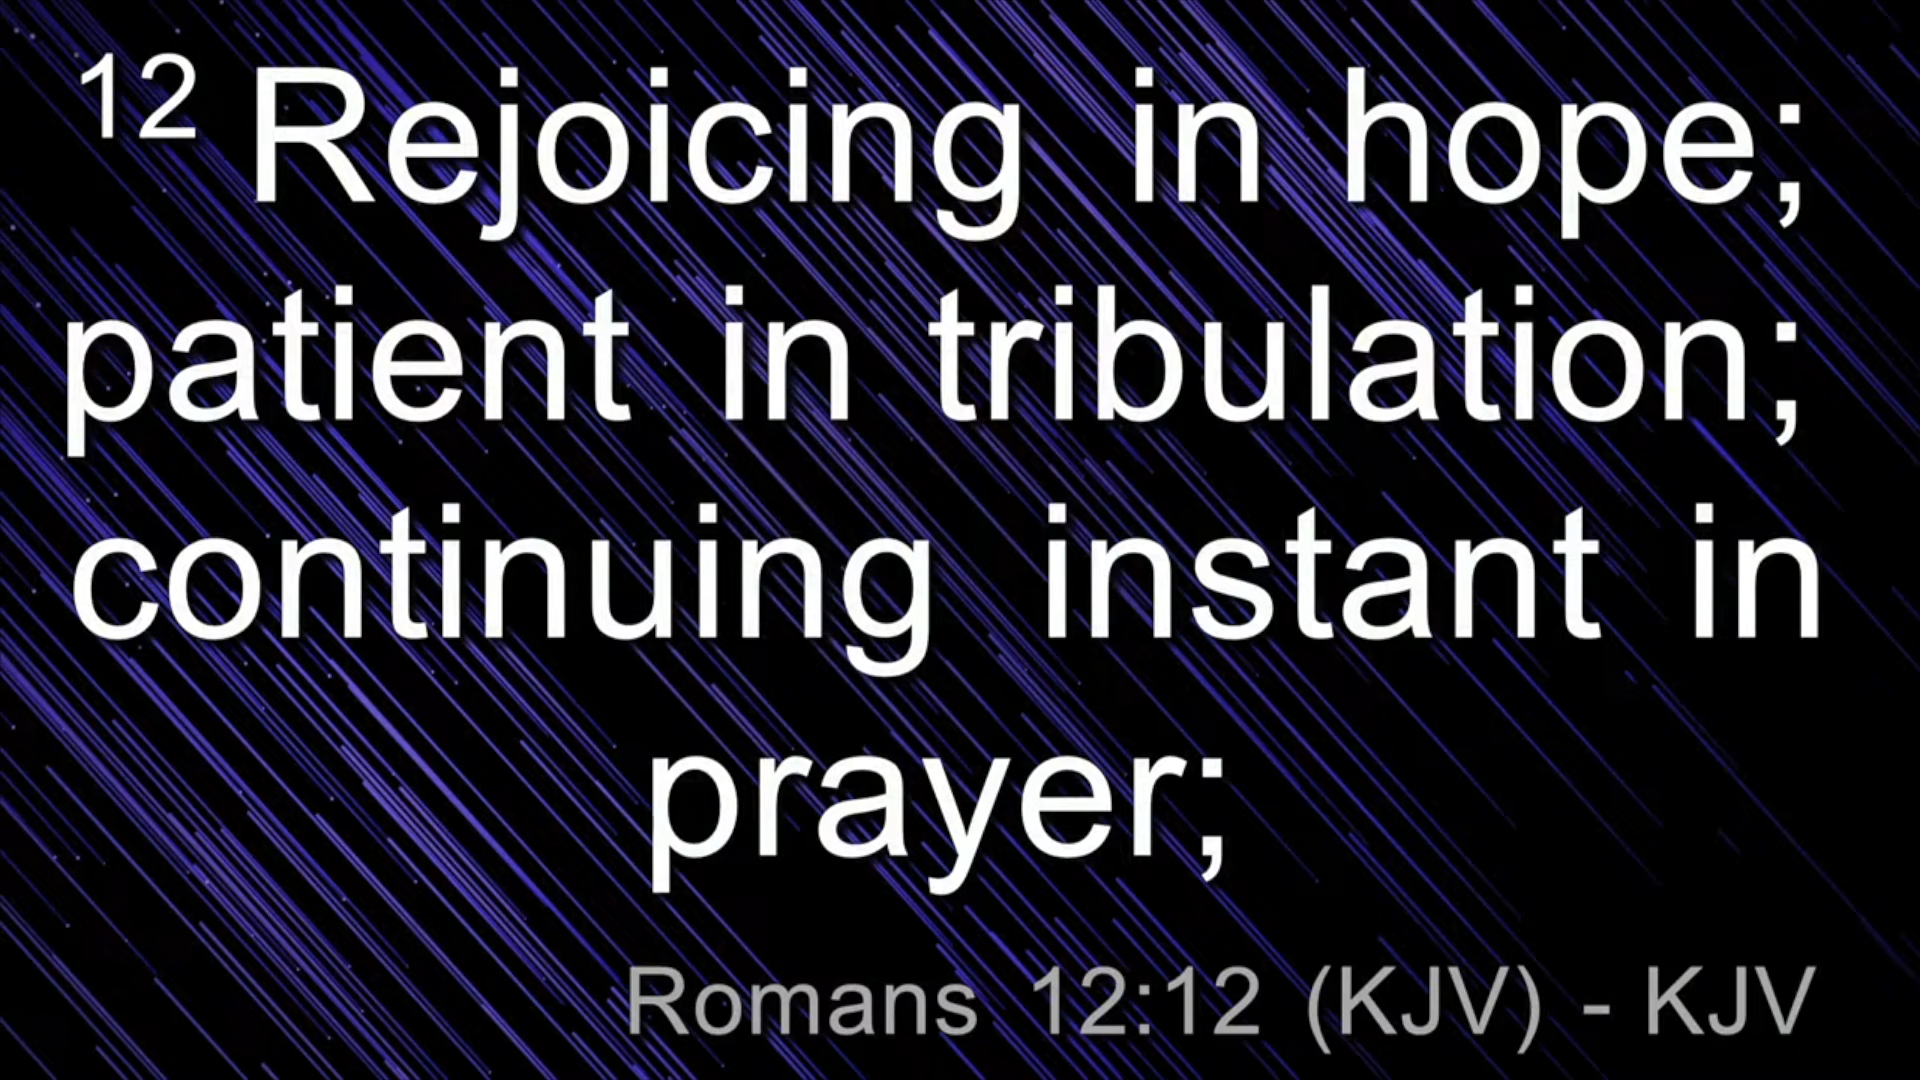 12 Rejoicing in hope;
patient in tribulation;
continuing instant in
prayer;
Romans 12:12 (KJV) - KJV